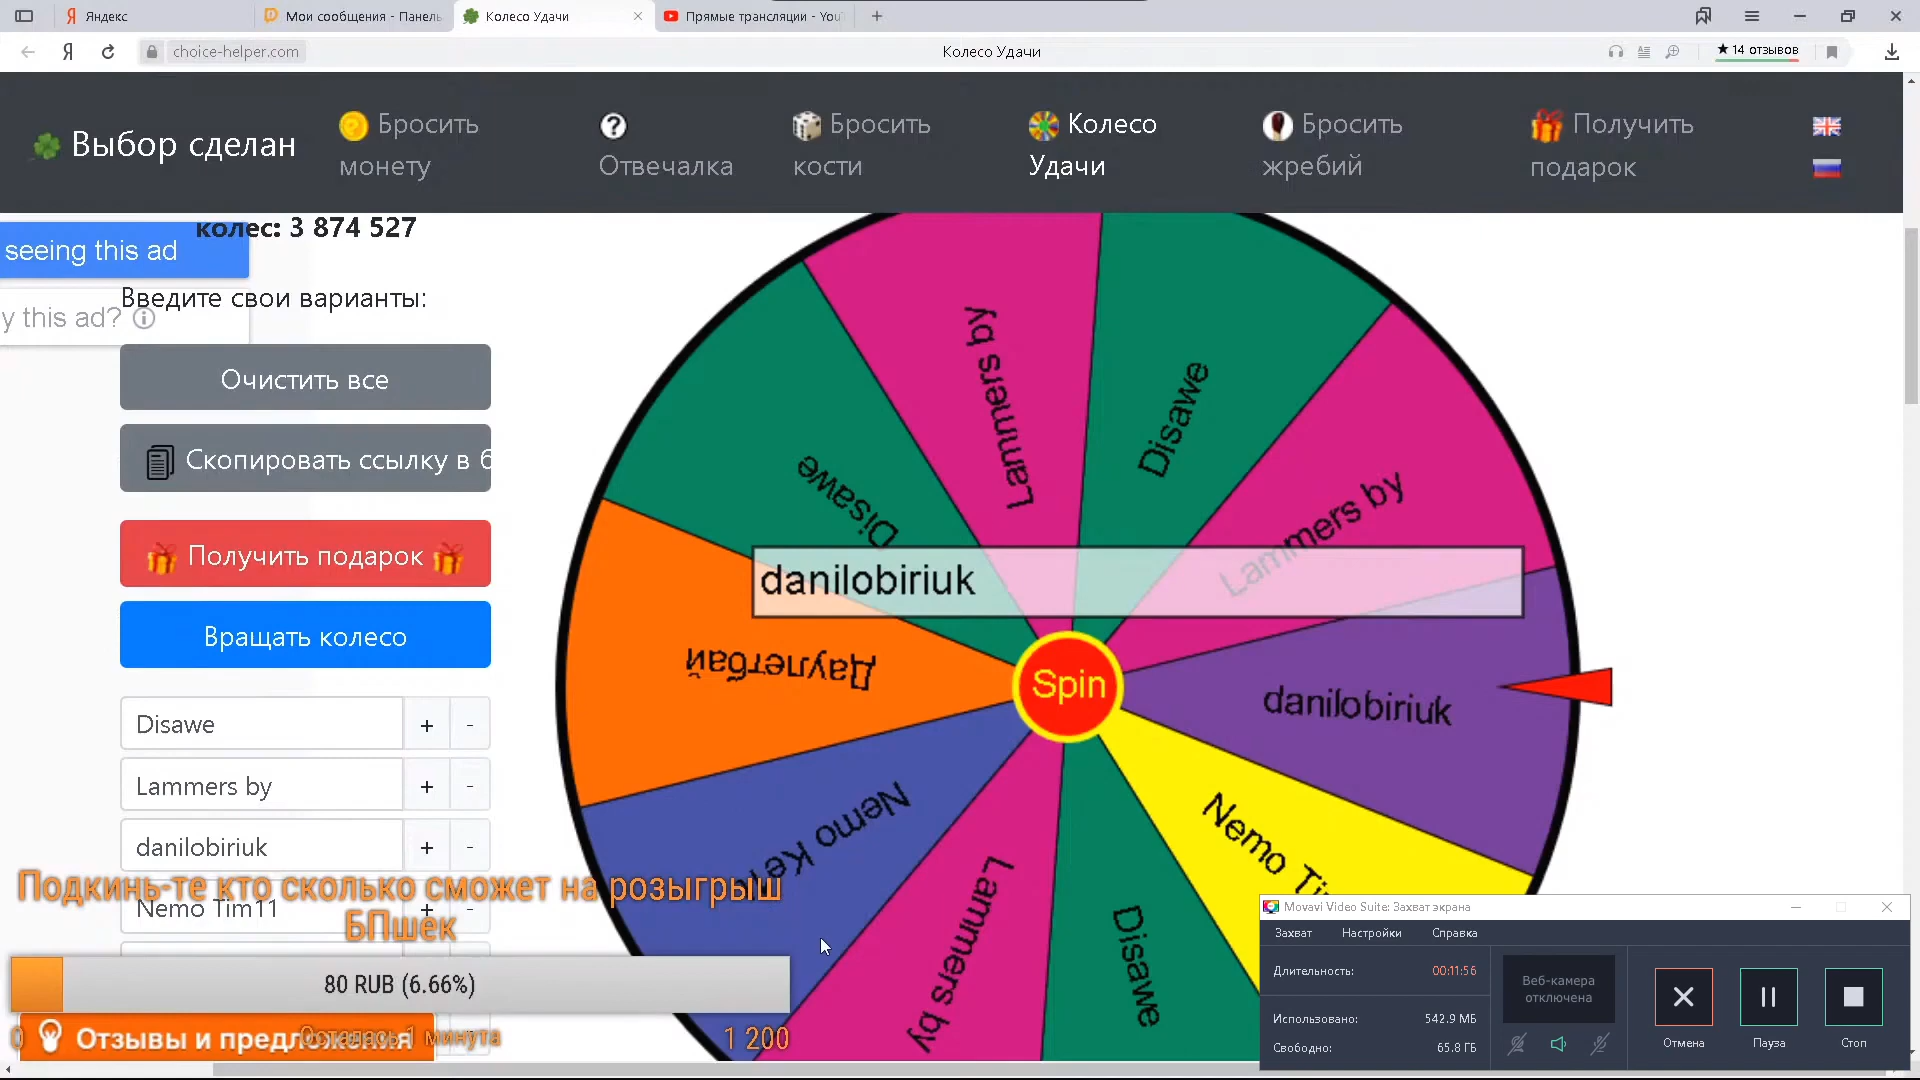 Яндекс
Мои сообщения - Панель
Колесо Удачи
Прямые трансляции - You
Я
choice-helper.com
Колесо Удачи
★ 14 отзывов
Выбор сделан
Бросить монету
Отвечалка
Бросить кости
Колесо Удачи
Бросить жребий
Получить подарок
колес: 3 874 527
seeing this ad
y this ad?
Введите свои варианты:
Очистить все
Скопировать ссылку в б
Получить подарок
Вращать колесо
Disawe + -
Lammers by + -
danilobiriuk + -
Nemo Tim11 + -
Lammers by
Disawe
Disawe
Lammers by
danilobiriuk
Даулетбай
Spin
danilobiriuk
Nemo Ke
Nemo Ti
Lammers by
Disawe
Подкинь-те кто сколько сможет на розыгрыш
БПшек
80 RUB (6.66%)
0
Осталась 1 минута
1 200
Отзывы и предложения
Movavi Video Suite: Захват экрана
Захват
Настройки
Справка
Длительность: 00:11:56
Веб-камера
отключена
Использовано: 542.9 МБ
Свободно: 65.8 ГБ
Отмена
Пауза
Стоп